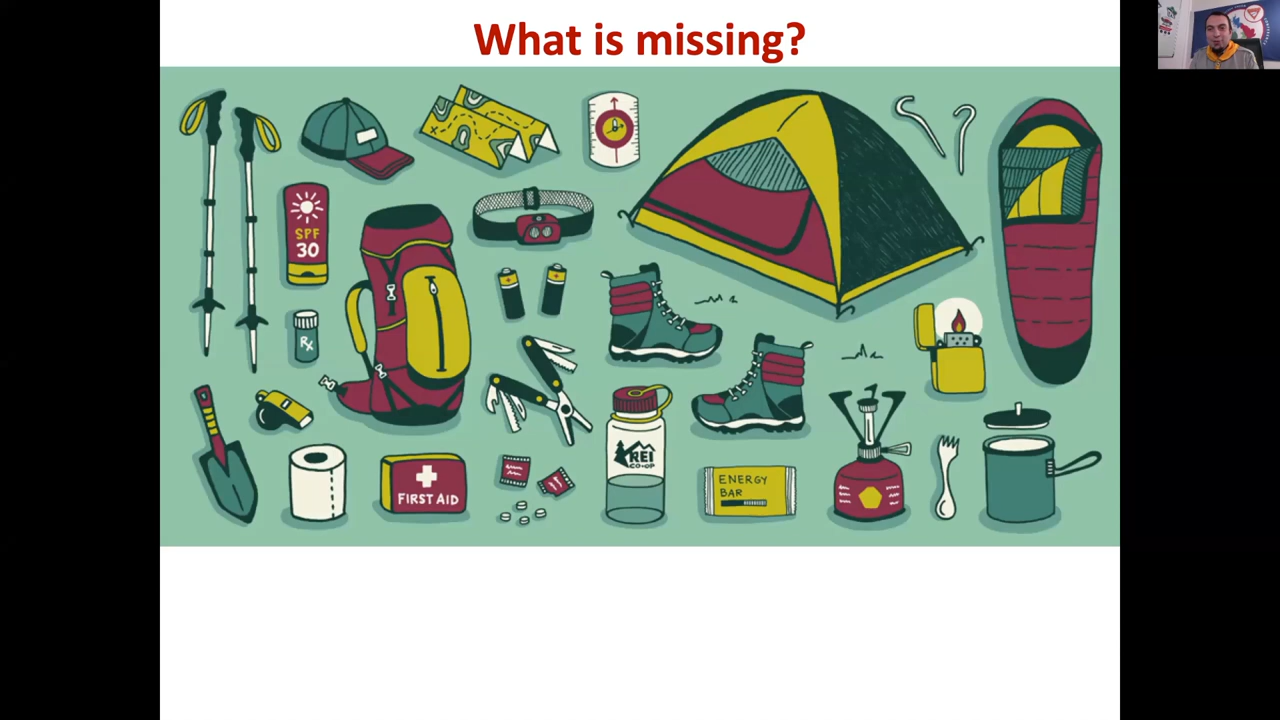 What is missing?
SPF
30
Rx
REI
CO·OP
ENERGY
BAR
FIRST AID